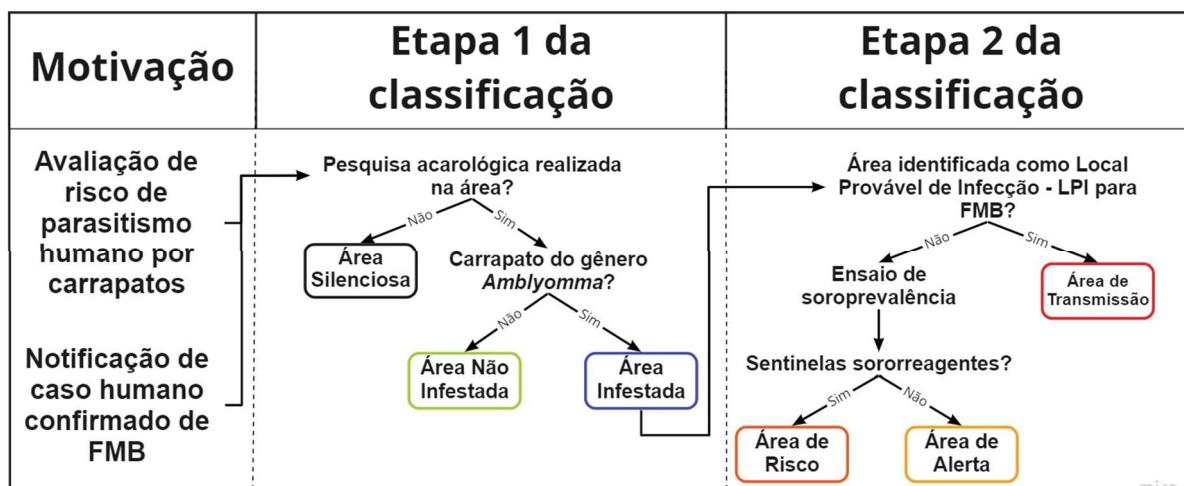 Motivação
Etapa 1 da
classificação
Etapa 2 da
classificação
Avaliação de
risco de
parasitismo
humano por
carrapatos
Notificação de
caso humano
confirmado de
FMB
Pesquisa acarológica realizada
na área?
Não
Sim
Área
Silenciosa
Carrapato do gênero
Amblyomma?
Não
Sim
Área Não
Infestada
Área
Infestada
Área identificada como Local
Provável de Infecção - LPI para
FMB?
Não
Sim
Ensaio de
soroprevalência
Área de
Transmissão
Sentinelas sororreagentes?
Sim
Não
Área de
Risco
Área de
Alerta